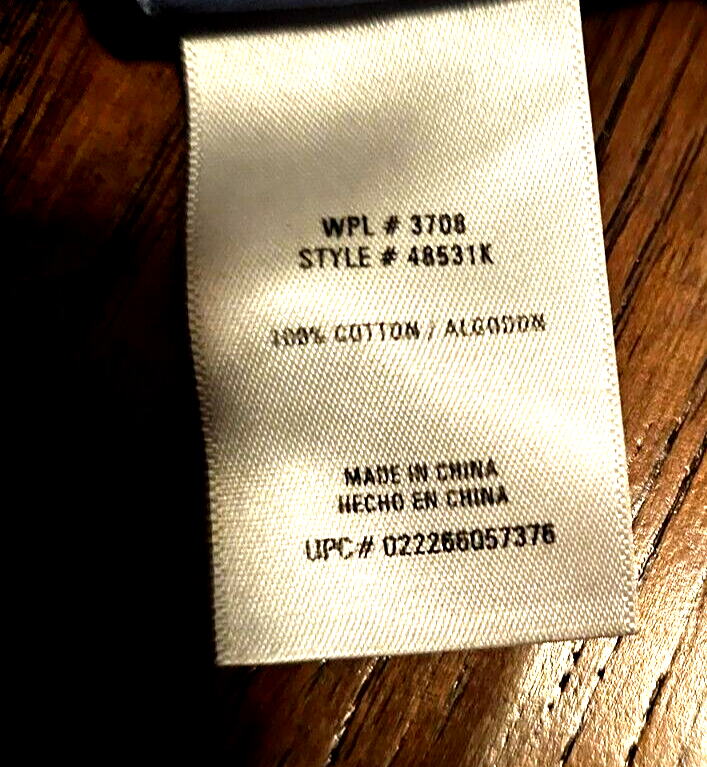 WPL # 3708
STYLE # 48531K
100% COTTON / ALGODON
MADE IN CHINA
HECHO EN CHINA
UPC# 022266057376